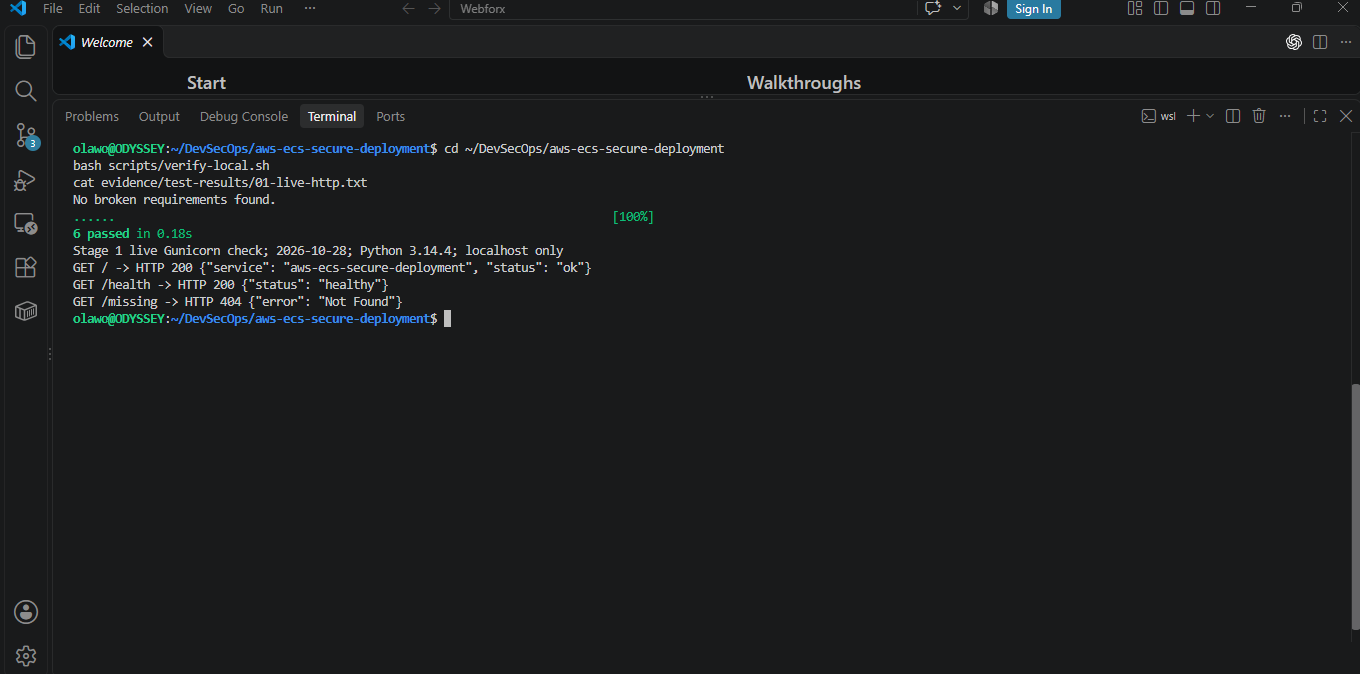 File Edit Selection View Go Run ··· Webforx Sign In
Welcome
Start Walkthroughs
3
Problems Output Debug Console Terminal Ports wsl
olawo@ODYSSEY:~/DevSecOps/aws-ecs-secure-deployment$ cd ~/DevSecOps/aws-ecs-secure-deployment
bash scripts/verify-local.sh
cat evidence/test-results/01-live-http.txt
No broken requirements found.
...... [100%]
6 passed in 0.18s
Stage 1 live Gunicorn check; 2026-10-28; Python 3.14.4; localhost only
GET / -> HTTP 200 {"service": "aws-ecs-secure-deployment", "status": "ok"}
GET /health -> HTTP 200 {"status": "healthy"}
GET /missing -> HTTP 404 {"error": "Not Found"}
olawo@ODYSSEY:~/DevSecOps/aws-ecs-secure-deployment$